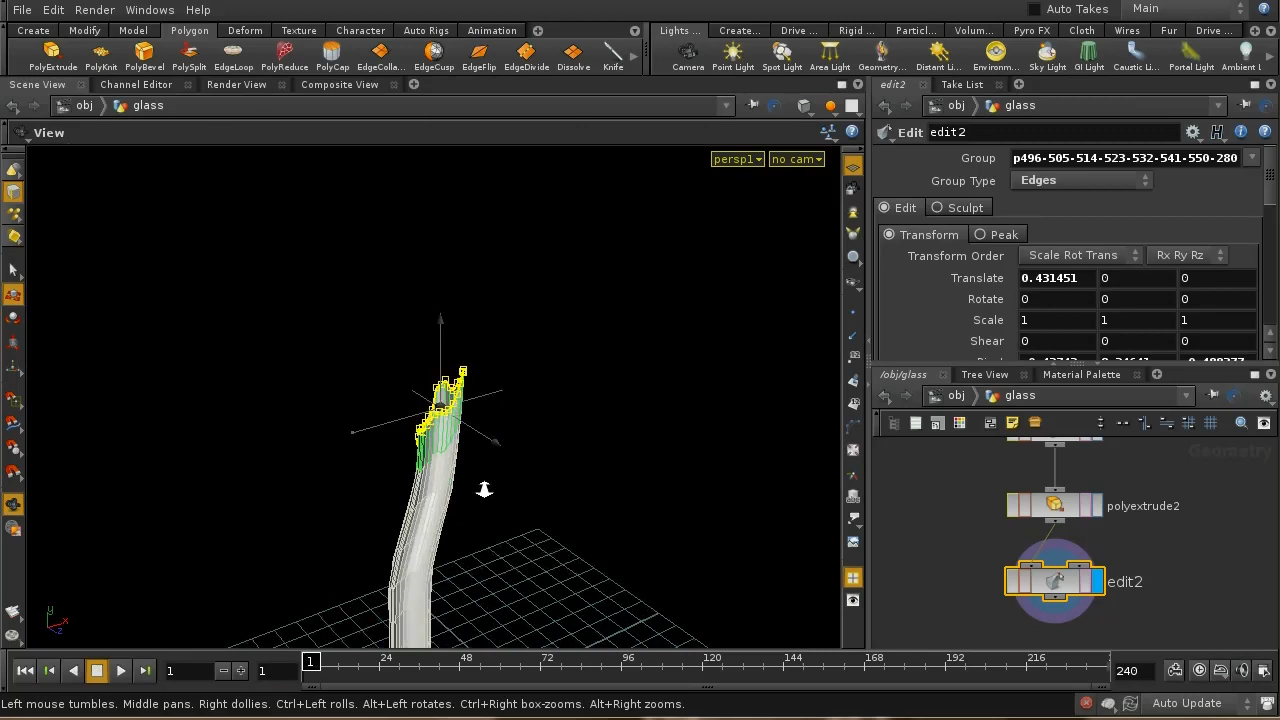 File Edit Render Windows Help Auto Takes Main
Create Modify Model Polygon Deform Texture Character Auto Rigs Animation Lights ... Create... Drive ... Rigid ... Particl... Volum... Pyro FX Cloth Wires Fur Drive ...
PolyExtrude PolyKnit PolyBevel PolySplit EdgeLoop PolyReduce PolyCap EdgeColla... EdgeCusp EdgeFlip EdgeDivide Dissolve Knife Camera Point Light Spot Light Area Light Geometry... Distant Li... Environm... Sky Light GI Light Caustic Li... Portal Light Ambient L
Scene View Channel Editor Render View Composite View edit2 Take List
obj glass obj glass
View Edit edit2
persp1 no cam
Group p496-505-514-523-532-541-550-280
Group Type Edges
Edit Sculpt
Transform Peak
Transform Order Scale Rot Trans Rx Ry Rz
Translate 0.431451 0 0
Rotate 0 0 0
Scale 1 1 1
Shear 0 0 0
/obj/glass Tree View Material Palette
obj glass
Geometry
polyextrude2
edit2
y x z
1 1 1 24 48 72 96 120 144 168 192 216 240
Left mouse tumbles. Middle pans. Right dollies. Ctrl+Left rolls. Alt+Left rotates. Ctrl+Right box-zooms. Alt+Right zooms. Auto Update